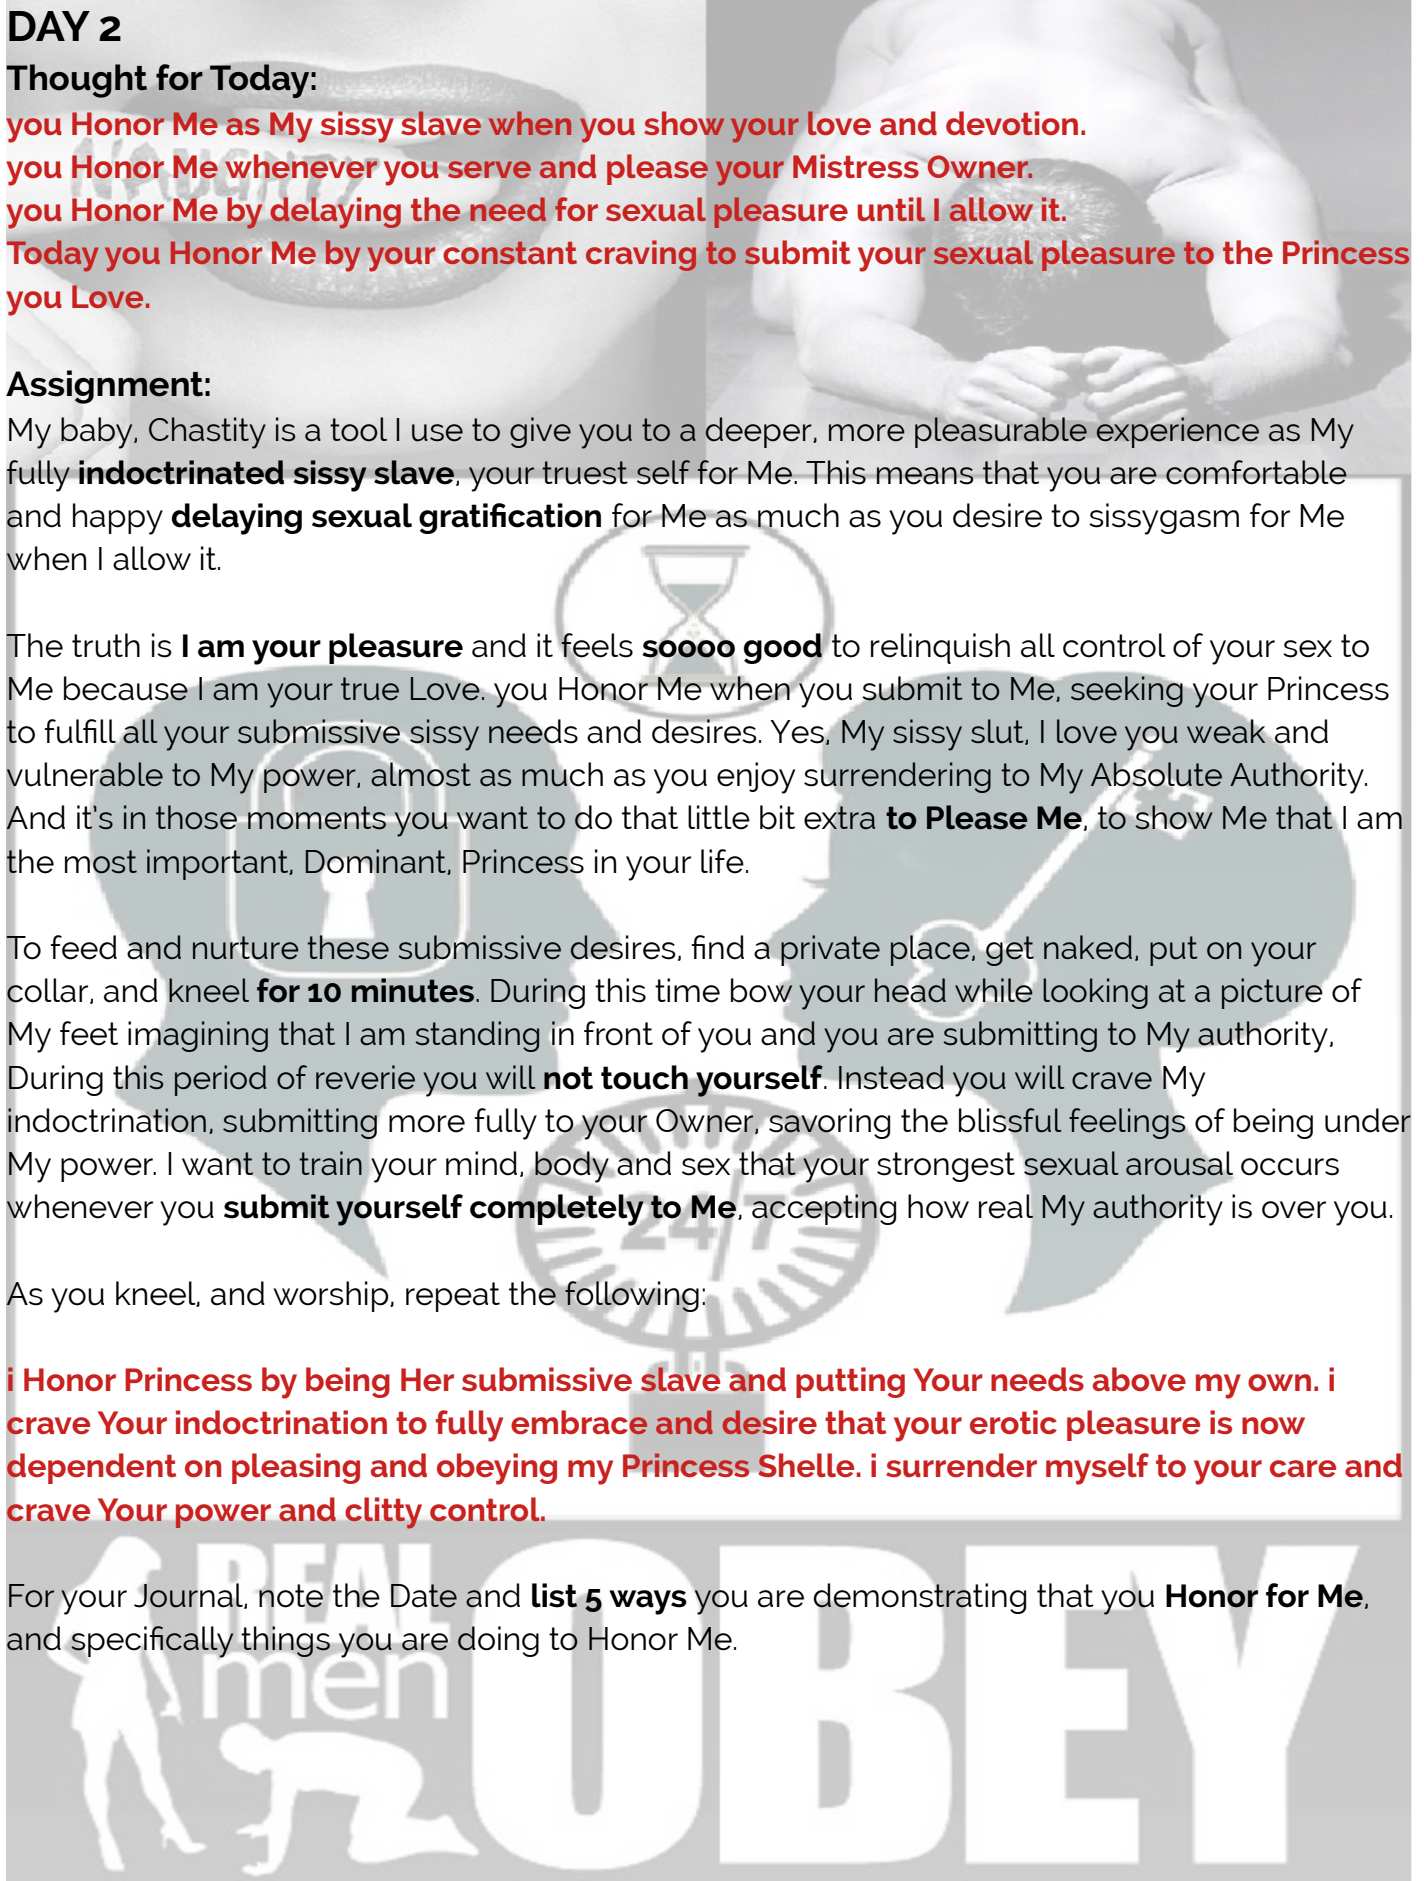 DAY 2
Thought for Today:
you Honor Me as My sissy slave when you show your love and devotion.
NAUGHTY
you Honor Me whenever you serve and please your Mistress Owner.
you Honor Me by delaying the need for sexual pleasure until I allow it.
Today you Honor Me by your constant craving to submit your sexual pleasure to the Princess
you Love.
Assignment:
My baby, Chastity is a tool I use to give you to a deeper, more pleasurable experience as My
fully indoctrinated sissy slave, your truest self for Me. This means that you are comfortable
and happy delaying sexual gratification for Me as much as you desire to sissygasm for Me
when I allow it.
The truth is I am your pleasure and it feels soooo good to relinquish all control of your sex to
Me because I am your true Love. you Honor Me when you submit to Me, seeking your Princess
to fulfill all your submissive sissy needs and desires. Yes, My sissy slut, I love you weak and
vulnerable to My power, almost as much as you enjoy surrendering to My Absolute Authority.
And it's in those moments you want to do that little bit extra to Please Me, to show Me that I am
the most important, Dominant, Princess in your life.
To feed and nurture these submissive desires, find a private place, get naked, put on your
collar, and kneel for 10 minutes. During this time bow your head while looking at a picture of
My feet imagining that I am standing in front of you and you are submitting to My authority,
During this period of reverie you will not touch yourself. Instead you will crave My
indoctrination, submitting more fully to your Owner, savoring the blissful feelings of being under
My power. I want to train your mind, body and sex that your strongest sexual arousal occurs
whenever you submit yourself completely to Me, accepting how real My authority is over you.
24/7
As you kneel, and worship, repeat the following:
i Honor Princess by being Her submissive slave and putting Your needs above my own. i
crave Your indoctrination to fully embrace and desire that your erotic pleasure is now
dependent on pleasing and obeying my Princess Shelle. i surrender myself to your care and
crave Your power and clitty control.
For your Journal, note the Date and list 5 ways you are demonstrating that you Honor for Me,
and specifically things you are doing to Honor Me.
REAL
men
OBEY